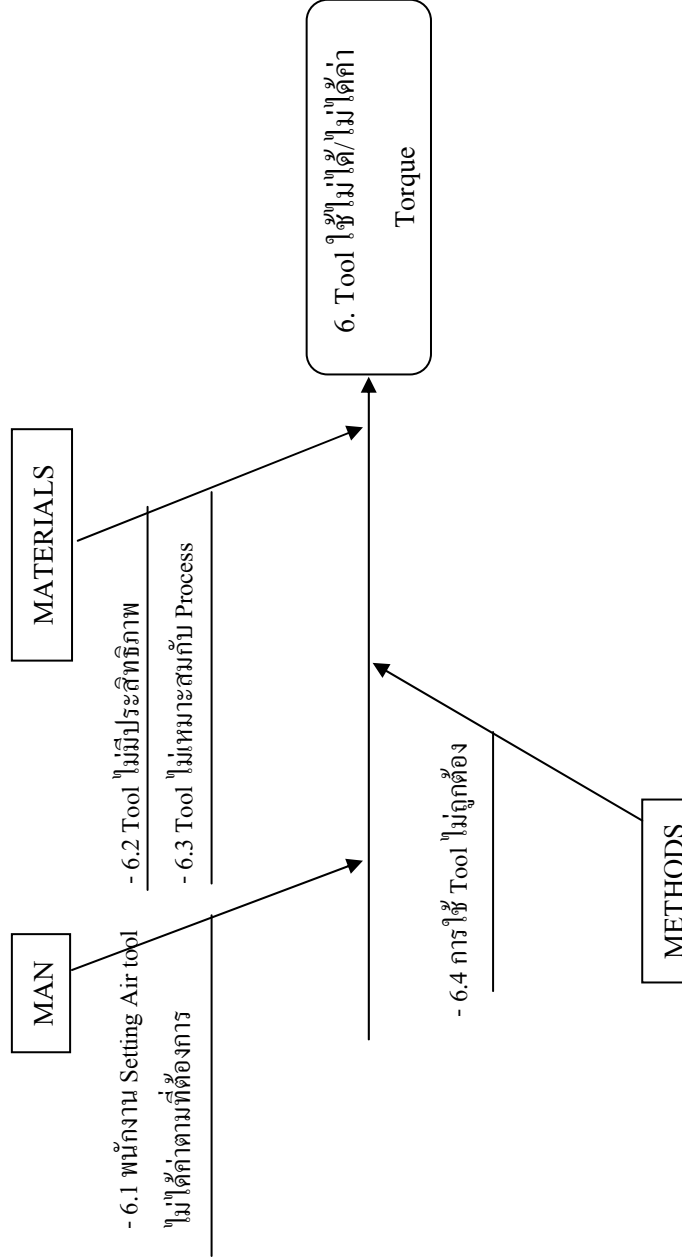 MAN
MATERIALS
- 6.1 พนักงาน Setting Air tool
ไม่ได้ค่าตามที่ต้องการ
- 6.2 Tool ไม่มีประสิทธิภาพ
- 6.3 Tool ไม่เหมาะสมกับ Process
6. Tool ใช้ไม่ได้/ไม่ได้ค่า
Torque
- 6.4 การใช้ Tool ไม่ถูกต้อง
METHODS